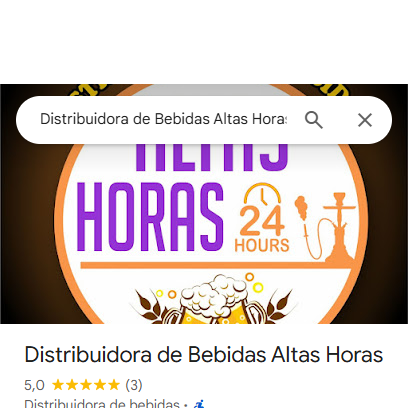 Distribuidora de Bebidas Altas Horas
ALTAS
HORAS
24
HOURS
Distribuidora de Bebidas Altas Horas
5,0 (3)
Distribuidora de bebidas ·